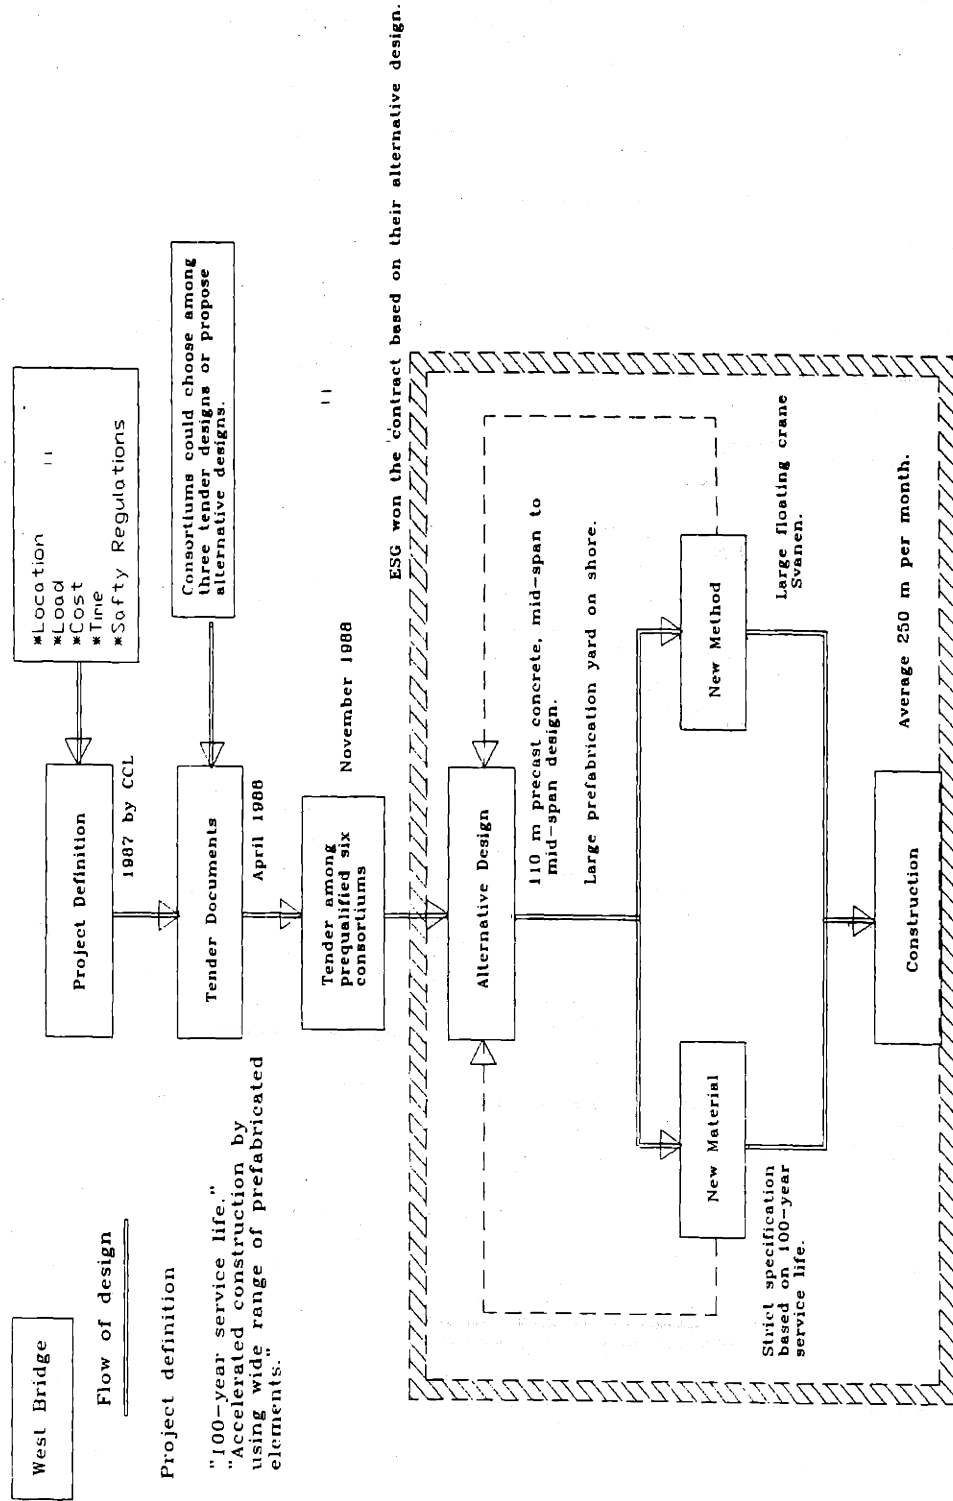 West Bridge
Flow of design
Project definition
"100-year service life."
"Accelerated construction by
using wide range of prefabricated
elements."
*Location
*Load
*Cost
*Time
*Safty Regulations
Project Definition
1987 by CCL
Consortiums could choose among
three tender designs or propose
alternative designs.
Tender Documents
April 1988
Tender among
prequalified six
consortiums
November 1988
ESG won the contract based on their alternative design.
Alternative Design
110 m precast concrete, mid-span to
mid-span design.
Large prefabrication yard on shore.
New Material
Strict specification
based on 100-year
service life.
New Method
Large floating crane
Svanen.
Average 250 m per month.
Construction